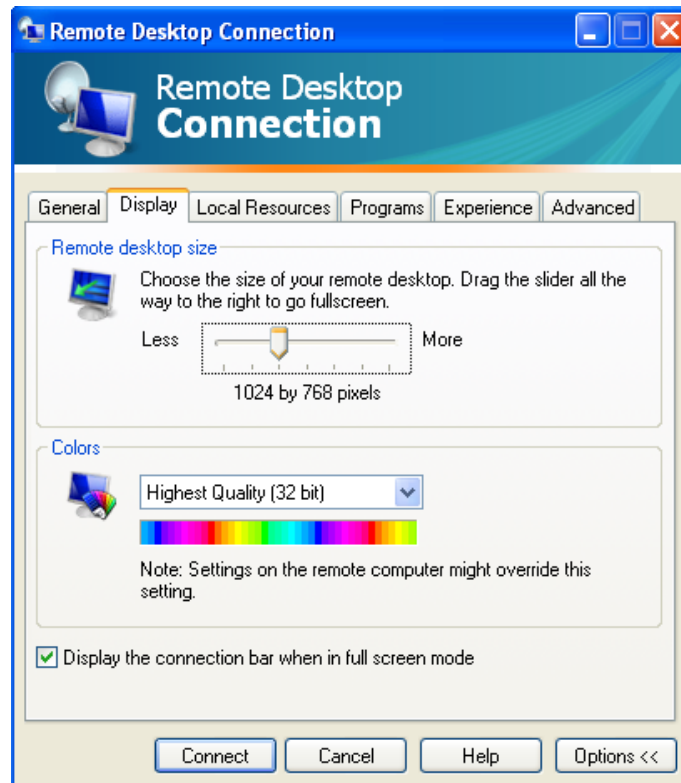 Remote Desktop Connection
Remote Desktop
Connection
General Display Local Resources Programs Experience Advanced
Remote desktop size
Choose the size of your remote desktop. Drag the slider all the
way to the right to go fullscreen.
Less More
1024 by 768 pixels
Colors
Highest Quality (32 bit)
Note: Settings on the remote computer might override this
setting.
Display the connection bar when in full screen mode
Connect Cancel Help Options <<